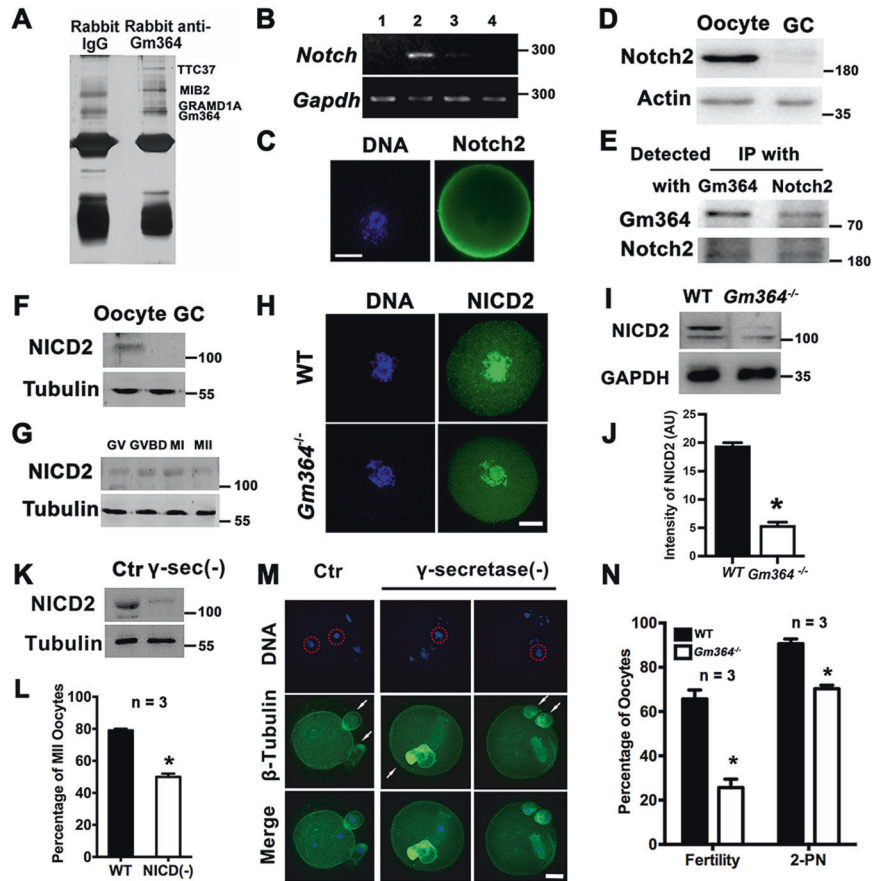 A
Rabbit Rabbit anti-
IgG Gm364
TTC37
MIB2
GRAMD1A
Gm364
B
1 2 3 4
Notch
300
Gapdh
300
C
DNA Notch2
D
Oocyte GC
Notch2
180
Actin
35
E
Detected IP with
with Gm364 Notch2
Gm364
70
Notch2
180
F
Oocyte GC
NICD2
100
Tubulin
55
G
GV GVBD MI MII
NICD2
100
Tubulin
55
H
DNA NICD2
WT
Gm364-/-
I
WT Gm364-/-
NICD2
100
GAPDH
35
J
Intensity of NICD2 (AU)
25
20
15
10
5
0
*
WT Gm364 -/-
K
Ctr γ-sec(-)
NICD2
100
Tubulin
55
L
Percentage of MII Oocytes
100
80
60
40
20
0
n = 3
*
WT NICD(-)
M
Ctr γ-secretase(-)
DNA
β-Tubulin
Merge
N
Percentage of Oocytes
100
80
60
40
20
0
WT
Gm364-/-
n = 3
n = 3
*
*
Fertility 2-PN